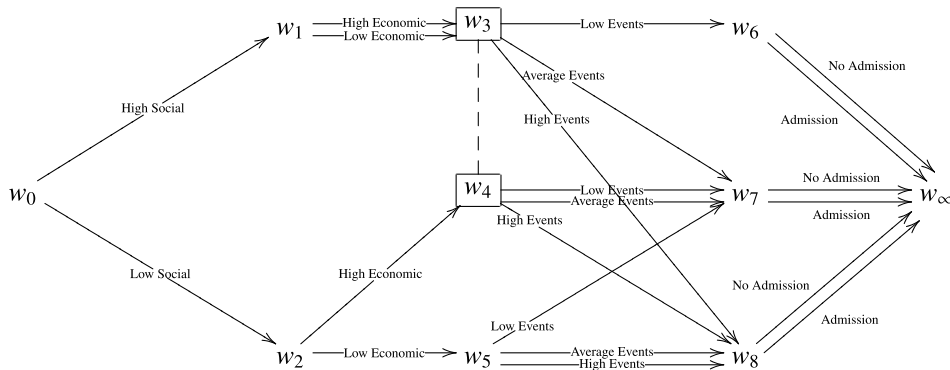 w₁
High Economic
Low Economic
w₃
Low Events
w₆
Average Events
High Events
No Admission
Admission
High Social
w₀
w₄
Low Events
Average Events
High Events
w₇
No Admission
Admission
w∞
Low Social
High Economic
Low Events
No Admission
Admission
w₂
Low Economic
w₅
Average Events
High Events
w₈